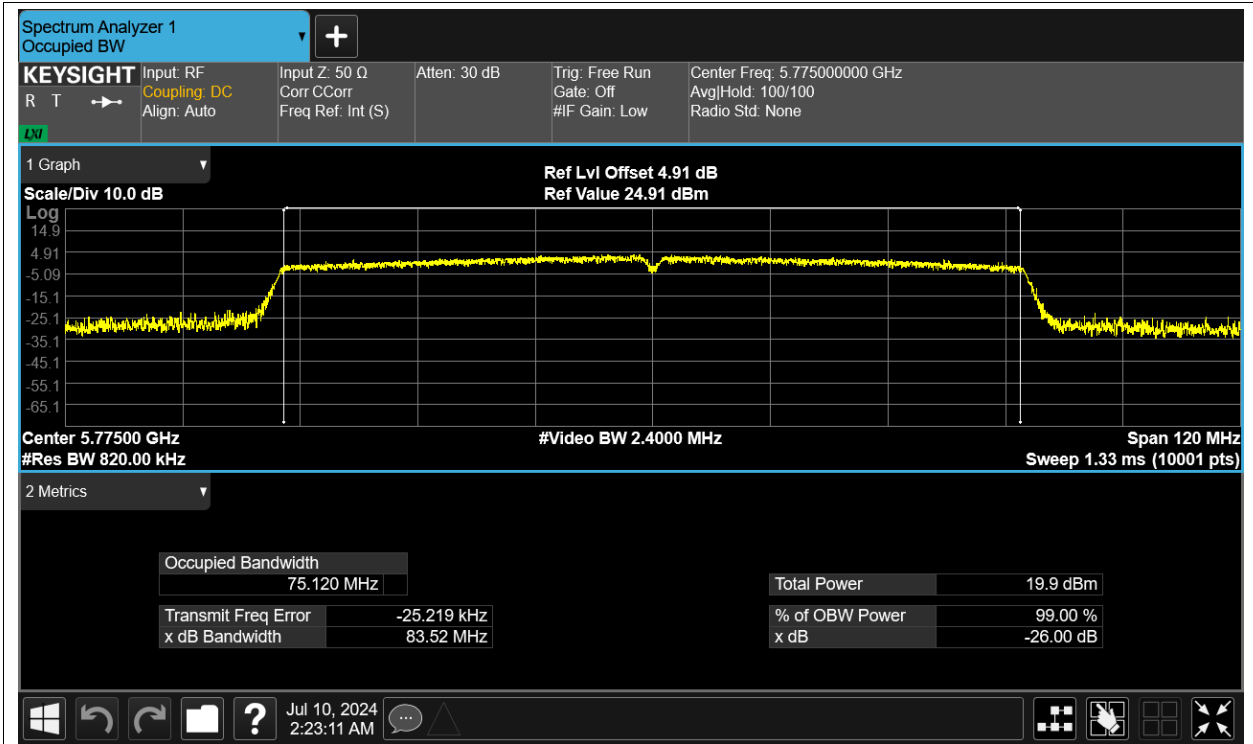 Spectrum Analyzer 1
Occupied BW
KEYSIGHT
R T
LXI
Input: RF
Coupling: DC
Align: Auto
Input Z: 50 Ω
Corr CCorr
Freq Ref: Int (S)
Atten: 30 dB
Trig: Free Run
Gate: Off
#IF Gain: Low
Center Freq: 5.775000000 GHz
Avg|Hold: 100/100
Radio Std: None
1 Graph
Scale/Div 10.0 dB
Ref Lvl Offset 4.91 dB
Ref Value 24.91 dBm
Log
14.9
4.91
-5.09
-15.1
-25.1
-35.1
-45.1
-55.1
-65.1
Center 5.77500 GHz
#Video BW 2.4000 MHz
Span 120 MHz
#Res BW 820.00 kHz
Sweep 1.33 ms (10001 pts)
2 Metrics
Occupied Bandwidth
75.120 MHz
Transmit Freq Error -25.219 kHz
x dB Bandwidth 83.52 MHz
Total Power 19.9 dBm
% of OBW Power 99.00 %
x dB -26.00 dB
?
Jul 10, 2024
2:23:11 AM